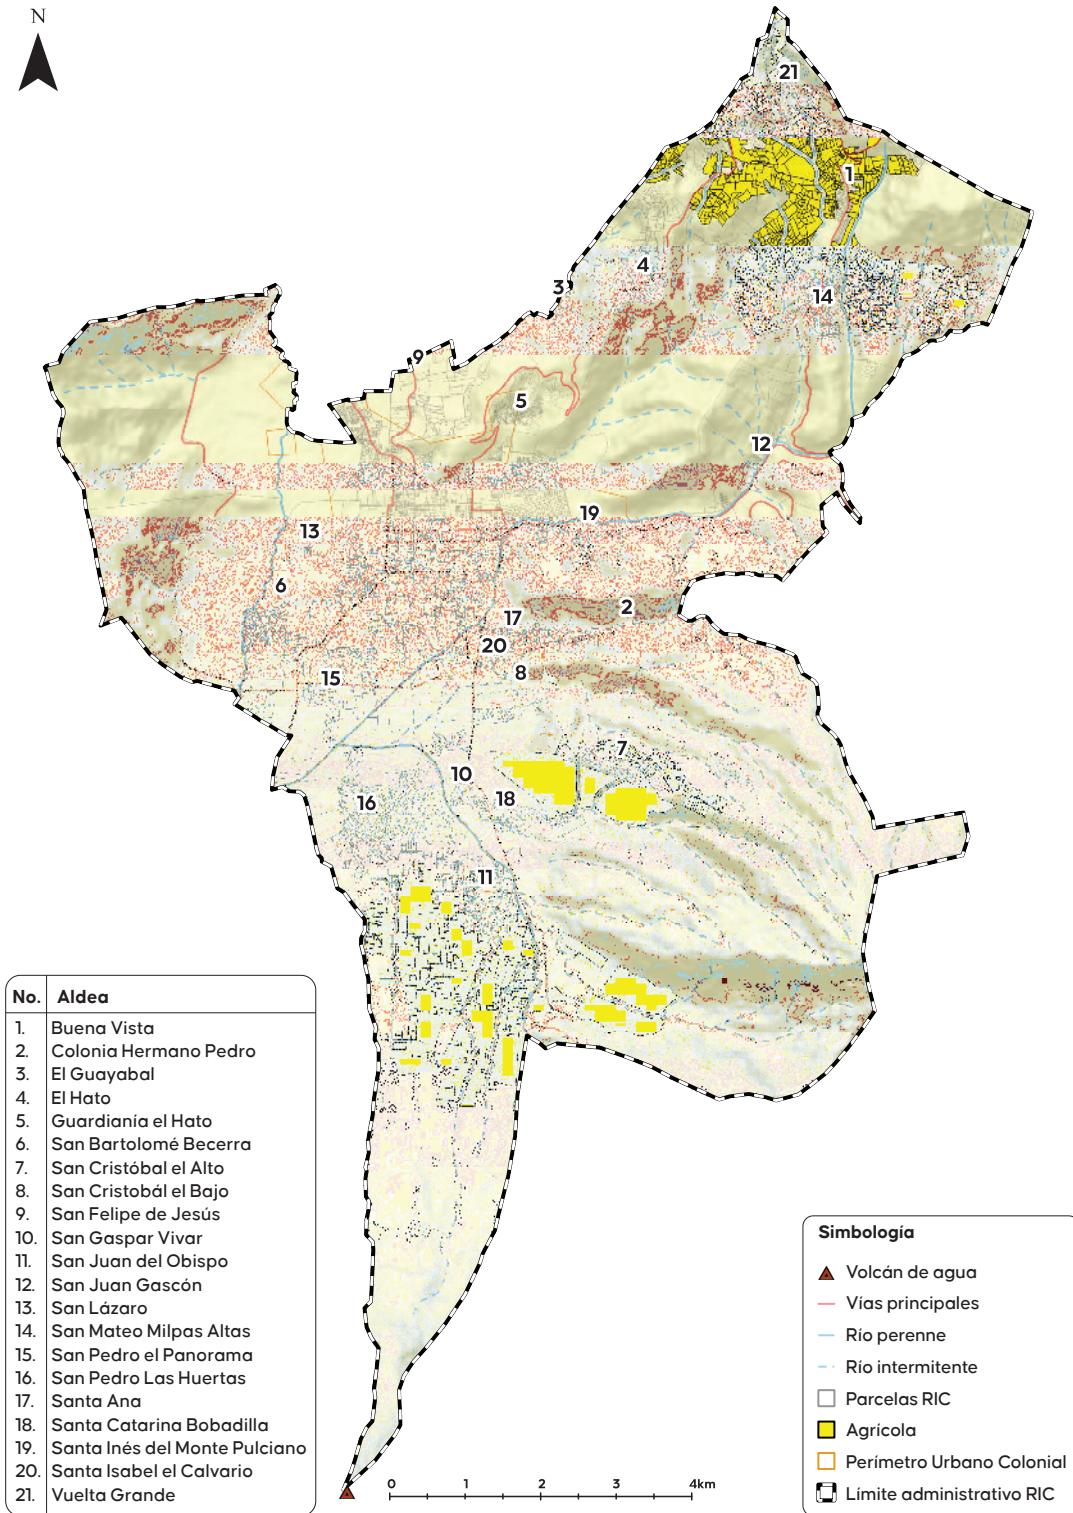 N
21
1
4
3
14
9
5
12
19
13
6
2
17
20
8
15
7
10
18
16
11
No. Aldea
1. Buena Vista
2. Colonia Hermano Pedro
3. El Guayabal
4. El Hato
5. Guardianía el Hato
6. San Bartolomé Becerra
7. San Cristóbal el Alto
8. San Cristobál el Bajo
9. San Felipe de Jesús
10. San Gaspar Vivar
11. San Juan del Obispo
12. San Juan Gascón
13. San Lázaro
14. San Mateo Milpas Altas
15. San Pedro el Panorama
16. San Pedro Las Huertas
17. Santa Ana
18. Santa Catarina Bobadilla
19. Santa Inés del Monte Pulciano
20. Santa Isabel el Calvario
21. Vuelta Grande
0 1 2 3 4km
Simbología
Volcán de agua
Vías principales
Río perenne
Río intermitente
Parcelas RIC
Agrícola
Perímetro Urbano Colonial
Límite administrativo RIC